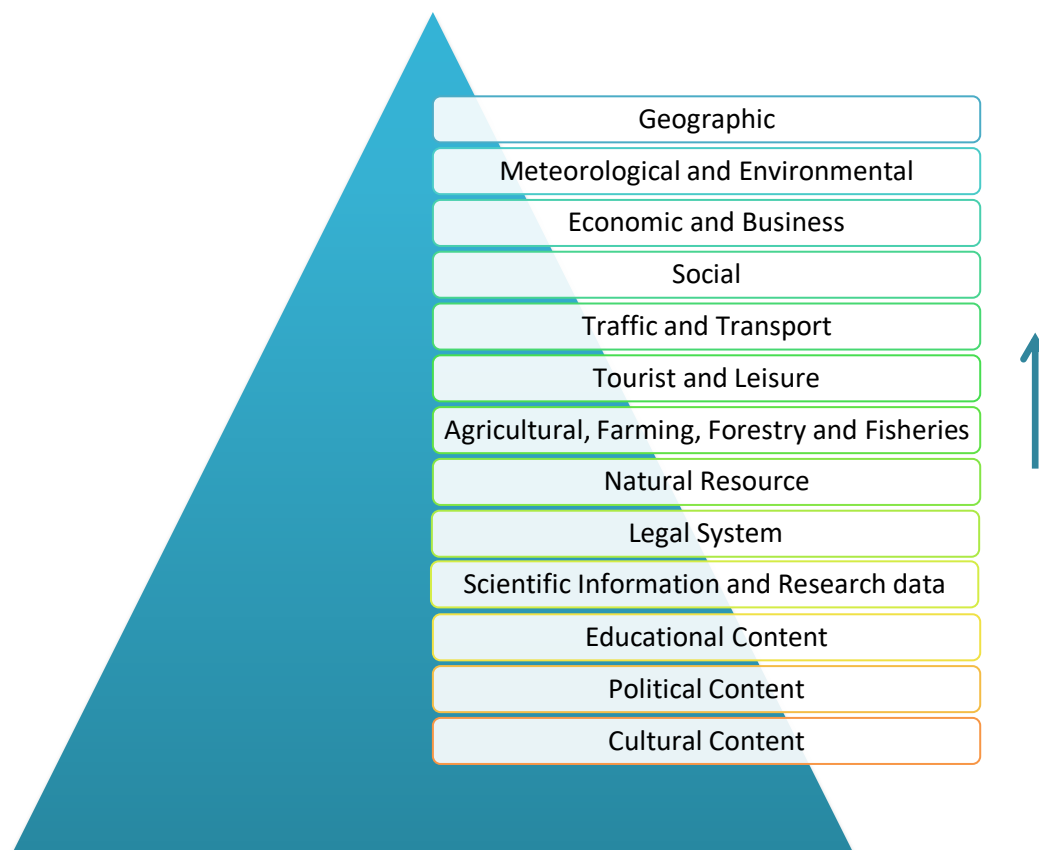 Geographic
Meteorological and Environmental
Economic and Business
Social
Traffic and Transport
Tourist and Leisure
Agricultural, Farming, Forestry and Fisheries
Natural Resource
Legal System
Scientific Information and Research data
Educational Content
Political Content
Cultural Content